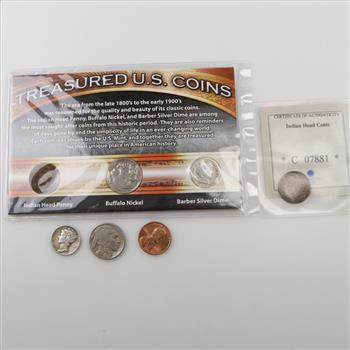 TREASURED U.S. COINS
The era from the late 1800's to the early 1900's
was renowned for the quality and beauty of its classic coins.
The Indian Head Penny, Buffalo Nickel, and Barber Silver Dime are among
the most sought after coins from this historic period. They are also reminders
of days gone by and the simplicity of life in an ever-changing world.
Each coin was struck by the U.S. Mint, and together they are treasured
for their unique place in American history.
Indian Head Penny
Buffalo Nickel
Barber Silver Dime
CERTIFICATE OF AUTHENTICITY
Indian Head Cents
C 07881